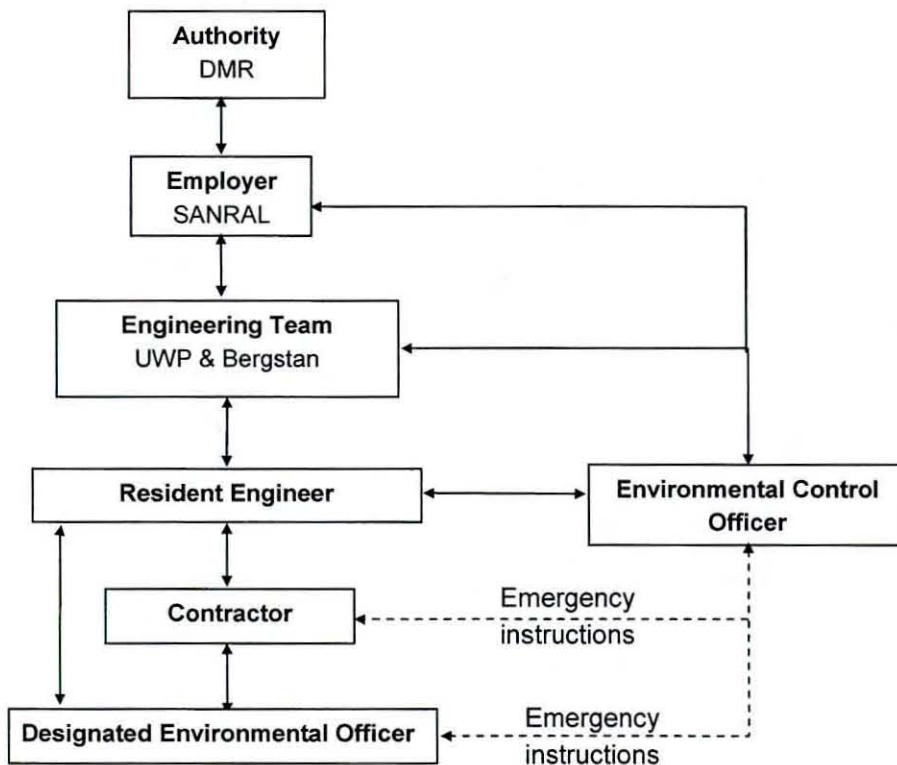 Authority
DMR
Employer
SANRAL
Engineering Team
UWP & Bergstan
Resident Engineer
Environmental Control
Officer
Contractor
Emergency
instructions
Designated Environmental Officer
Emergency
instructions